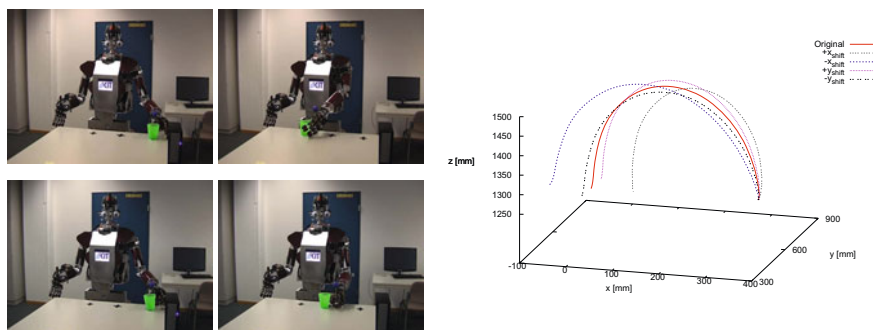 Original
+x_shift
-x_shift
+y_shift
-y_shift
1500
1450
1400
1350
1300
1250
z [mm]
-100
0
100
200
300
400
x [mm]
300
600
900
y [mm]